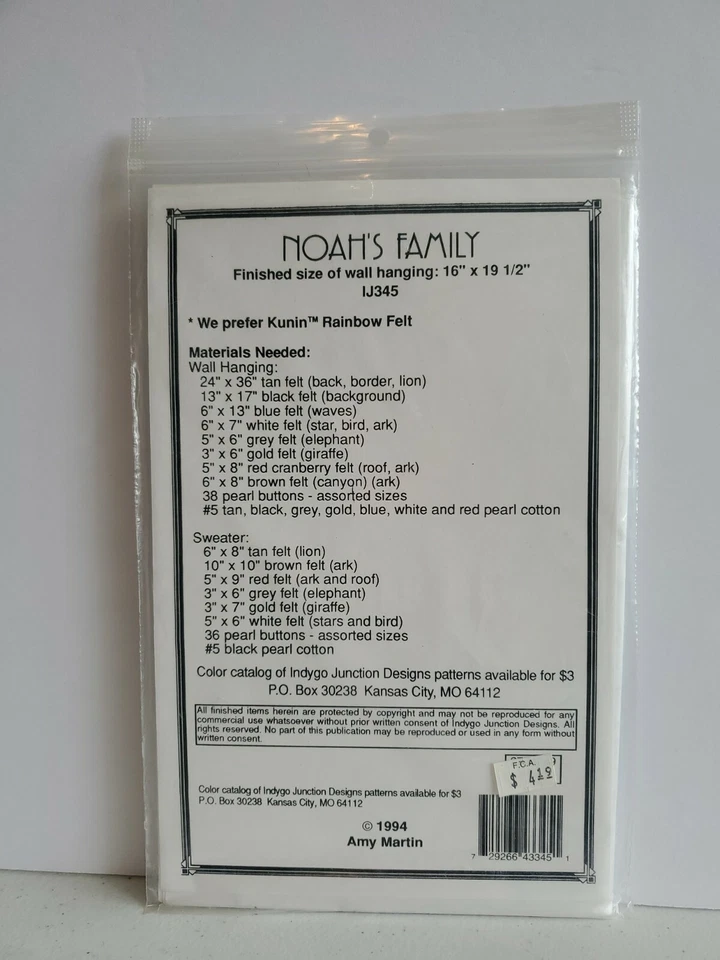 NOAH'S FAMILY
Finished size of wall hanging: 16" x 19 1/2"
IJ345
* We prefer Kunin™ Rainbow Felt
Materials Needed:
Wall Hanging:
24" x 36" tan felt (back, border, lion)
13" x 17" black felt (background)
6" x 13" blue felt (waves)
6" x 7" white felt (star, bird, ark)
5" x 6" grey felt (elephant)
3" x 6" gold felt (giraffe)
5" x 8" red cranberry felt (roof, ark)
6" x 8" brown felt (canyon) (ark)
38 pearl buttons - assorted sizes
#5 tan, black, grey, gold, blue, white and red pearl cotton
Sweater:
6" x 8" tan felt (lion)
10" x 10" brown felt (ark)
5" x 9" red felt (ark and roof)
3" x 6" grey felt (elephant)
3" x 7" gold felt (giraffe)
5" x 6" white felt (stars and bird)
36 pearl buttons - assorted sizes
#5 black pearl cotton
Color catalog of Indygo Junction Designs patterns available for $3
P.O. Box 30238 Kansas City, MO 64112
All finished items herein are protected by copyright and may not be reproduced for any
commercial use whatsoever without prior written consent of Indygo Junction Designs. All
rights reserved. No part of this publication may be reproduced or used in any form without
written consent.
F.C.A.
$ 4
Color catalog of Indygo Junction Designs patterns available for $3
P.O. Box 30238 Kansas City, MO 64112
© 1994
Amy Martin
7 29266 43345 1